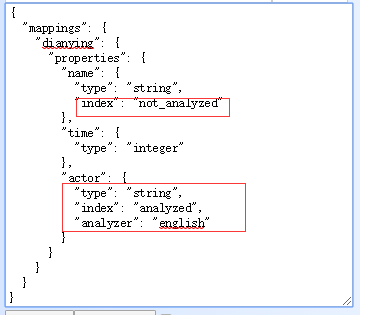 {
"mappings": {
"dianying": {
"properties": {
"name": {
"type": "string",
"index": "not_analyzed"
},
"time": {
"type": "integer"
},
"actor": {
"type": "string",
"index": "analyzed",
"analyzer": "english"
}
}
}
}
}